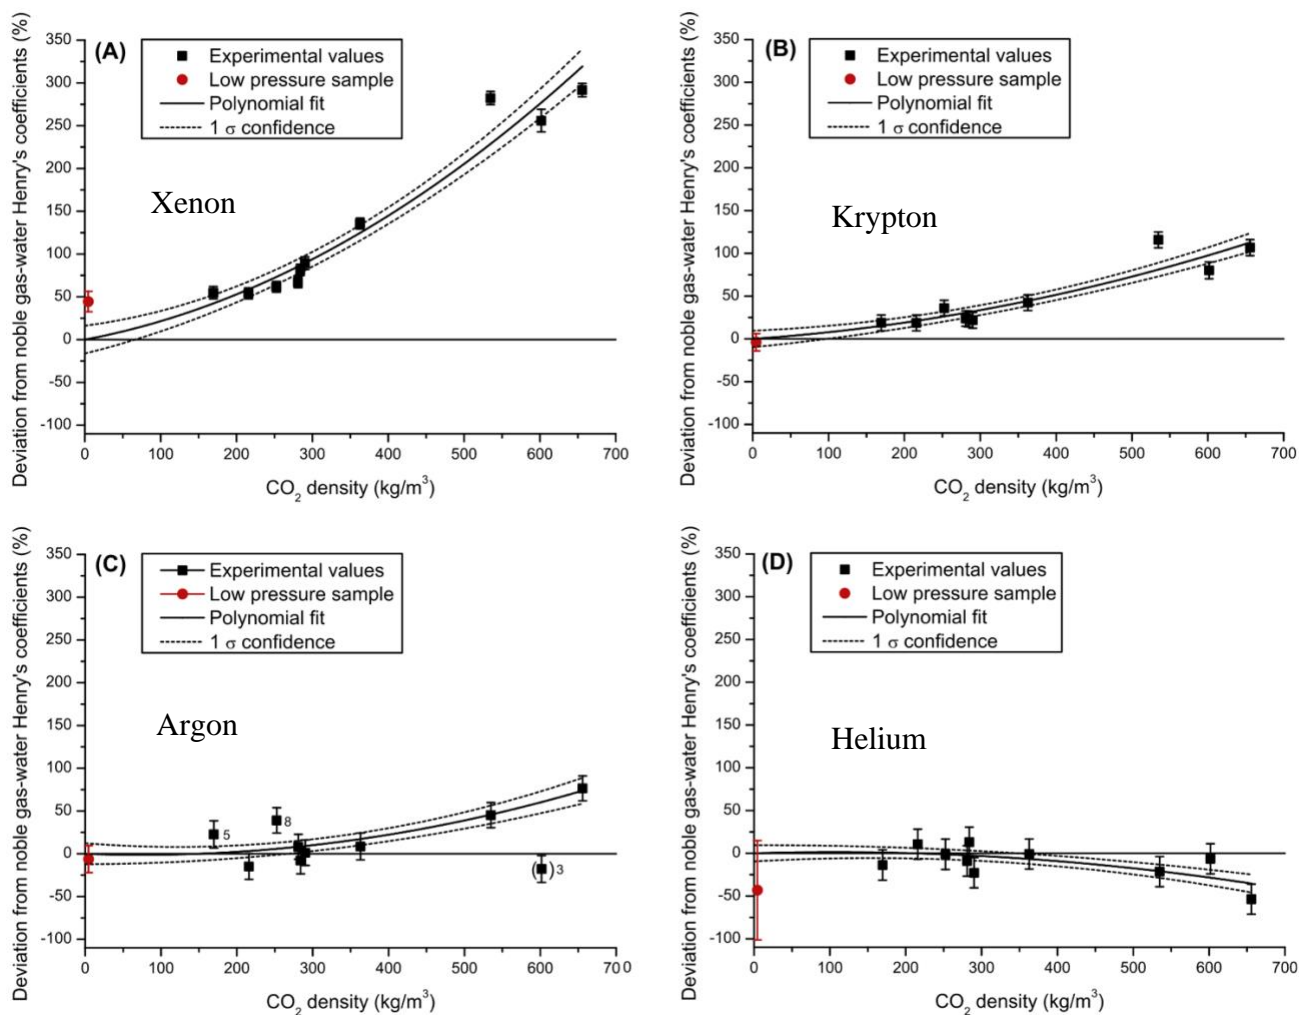 Deviation from noble gas-water Henry's coefficients (%)
350
300
250
200
150
100
50
0
-50
-100
(A)
Experimental values
Low pressure sample
Polynomial fit
1 σ confidence
Xenon
0 100 200 300 400 500 600 700
CO₂ density (kg/m³)
Deviation from noble gas-water Henry's coefficients (%)
350
300
250
200
150
100
50
0
-50
-100
(B)
Experimental values
Low pressure sample
Polynomial fit
1 σ confidence
Krypton
0 100 200 300 400 500 600 700
CO₂ density (kg/m³)
Deviation from noble gas-water Henry's coefficients (%)
350
300
250
200
150
100
50
0
-50
-100
(C)
Experimental values
Low pressure sample
Polynomial fit
1 σ confidence
Argon
5
8
( )3
0 100 200 300 400 500 600 700
CO₂ density (kg/m³)
Deviation from noble gas-water Henry's coefficients (%)
350
300
250
200
150
100
50
0
-50
-100
(D)
Experimental values
Low pressure sample
Polynomial fit
1 σ confidence
Helium
0 100 200 300 400 500 600 700
CO₂ density (kg/m³)